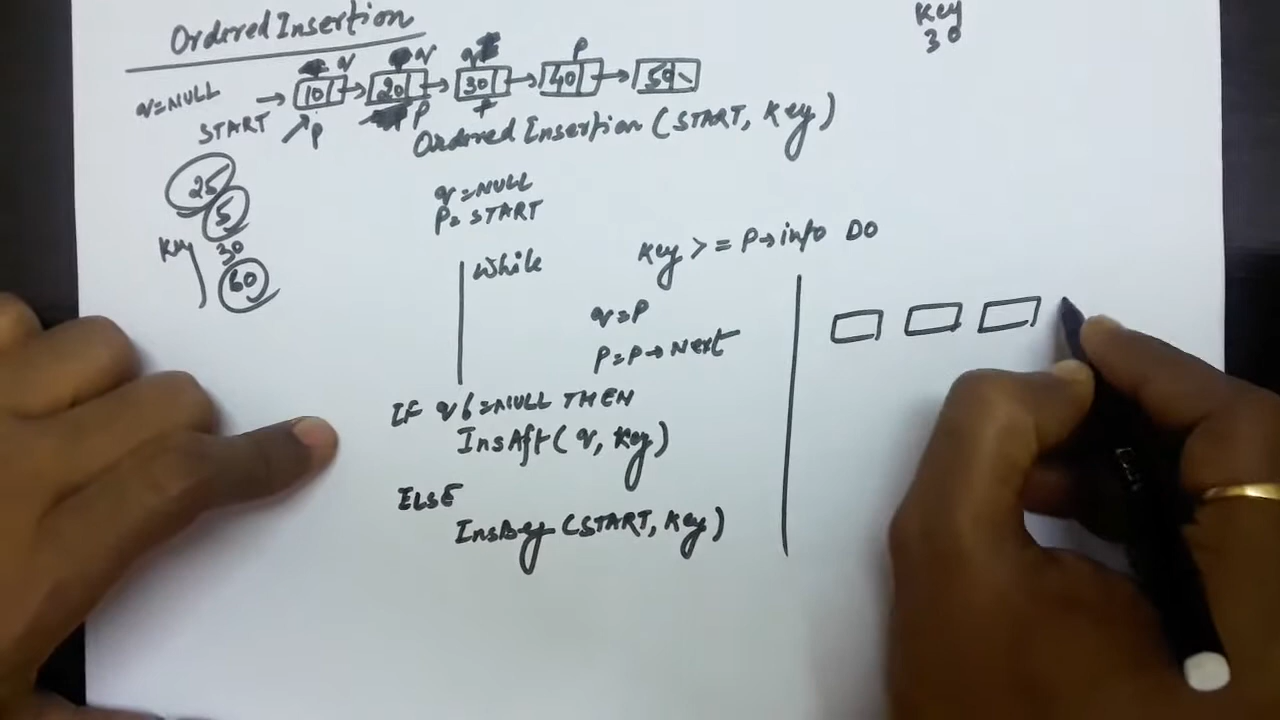 Ordered Insertion
Key
30
q q q P
q=NULL 10 20 30 40 50
START P P
Ordered Insertion (START, Key)
25
5
Key 30
60
q=NULL
P=START
While Key >= P→info DO
q=P
P=P→Next
IF q != NULL THEN
InsAft(q, Key)
ELSE
InsBeg(START, Key)